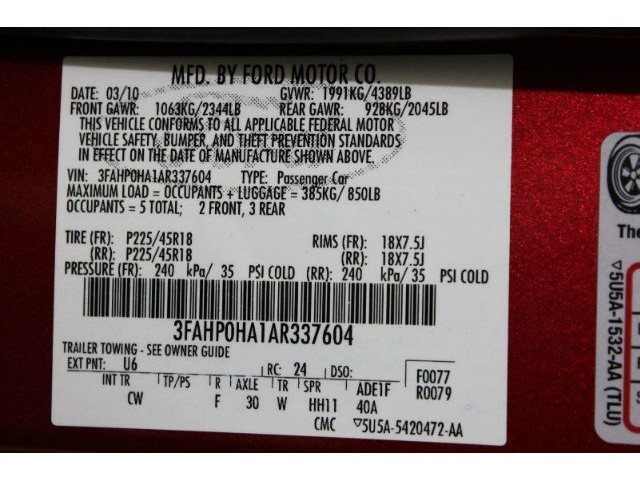 MFD. BY FORD MOTOR CO.
DATE: 03/10 GVWR: 1991KG/4389LB
FRONT GAWR: 1063KG/2344LB REAR GAWR: 928KG/2045LB
THIS VEHICLE CONFORMS TO ALL APPLICABLE FEDERAL MOTOR
VEHICLE SAFETY, BUMPER, AND THEFT PREVENTION STANDARDS
IN EFFECT ON THE DATE OF MANUFACTURE SHOWN ABOVE.
VIN: 3FAHP0HA1AR337604 TYPE: Passenger Car
MAXIMUM LOAD = OCCUPANTS + LUGGAGE = 385KG/850LB
OCCUPANTS = 5 TOTAL; 2 FRONT, 3 REAR
TIRE (FR): P225/45R18 RIMS (FR): 18X7.5J
(RR): P225/45R18 (RR): 18X7.5J
PRESSURE (FR): 240 kPa/ 35 PSI COLD (RR): 240 kPa/ 35 PSI COLD
3FAHP0HA1AR337604
TRAILER TOWING - SEE OWNER GUIDE
EXT PNT: U6 RC: 24 DSO: F0077
R0079
INT TR TP/PS R AXLE TR SPR ADE1F
CW F 30 W HH11 40A
CMC ▽5U5A-5420472-AA
The
▽5U5A-1532-AA (TLU)